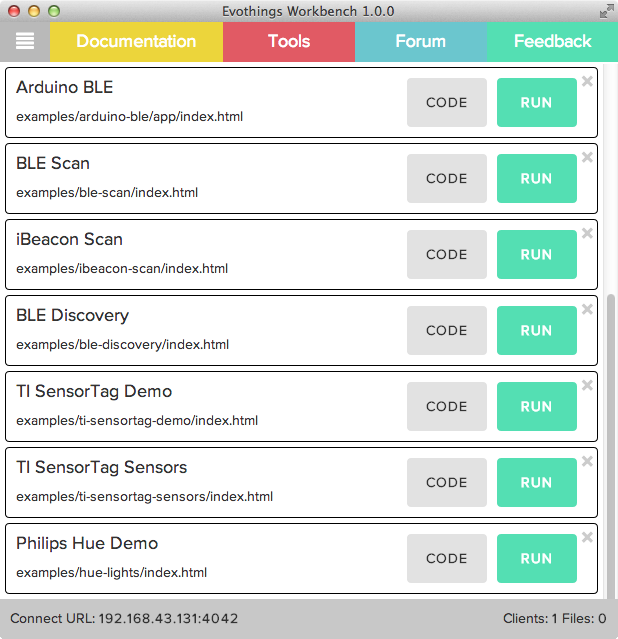 Evothings Workbench 1.0.0
Documentation Tools Forum Feedback
Arduino BLE
examples/arduino-ble/app/index.html
CODE RUN
BLE Scan
examples/ble-scan/index.html
CODE RUN
iBeacon Scan
examples/ibeacon-scan/index.html
CODE RUN
BLE Discovery
examples/ble-discovery/index.html
CODE RUN
TI SensorTag Demo
examples/ti-sensortag-demo/index.html
CODE RUN
TI SensorTag Sensors
examples/ti-sensortag-sensors/index.html
CODE RUN
Philips Hue Demo
examples/hue-lights/index.html
CODE RUN
Connect URL: 192.168.43.131:4042 Clients: 1 Files: 0